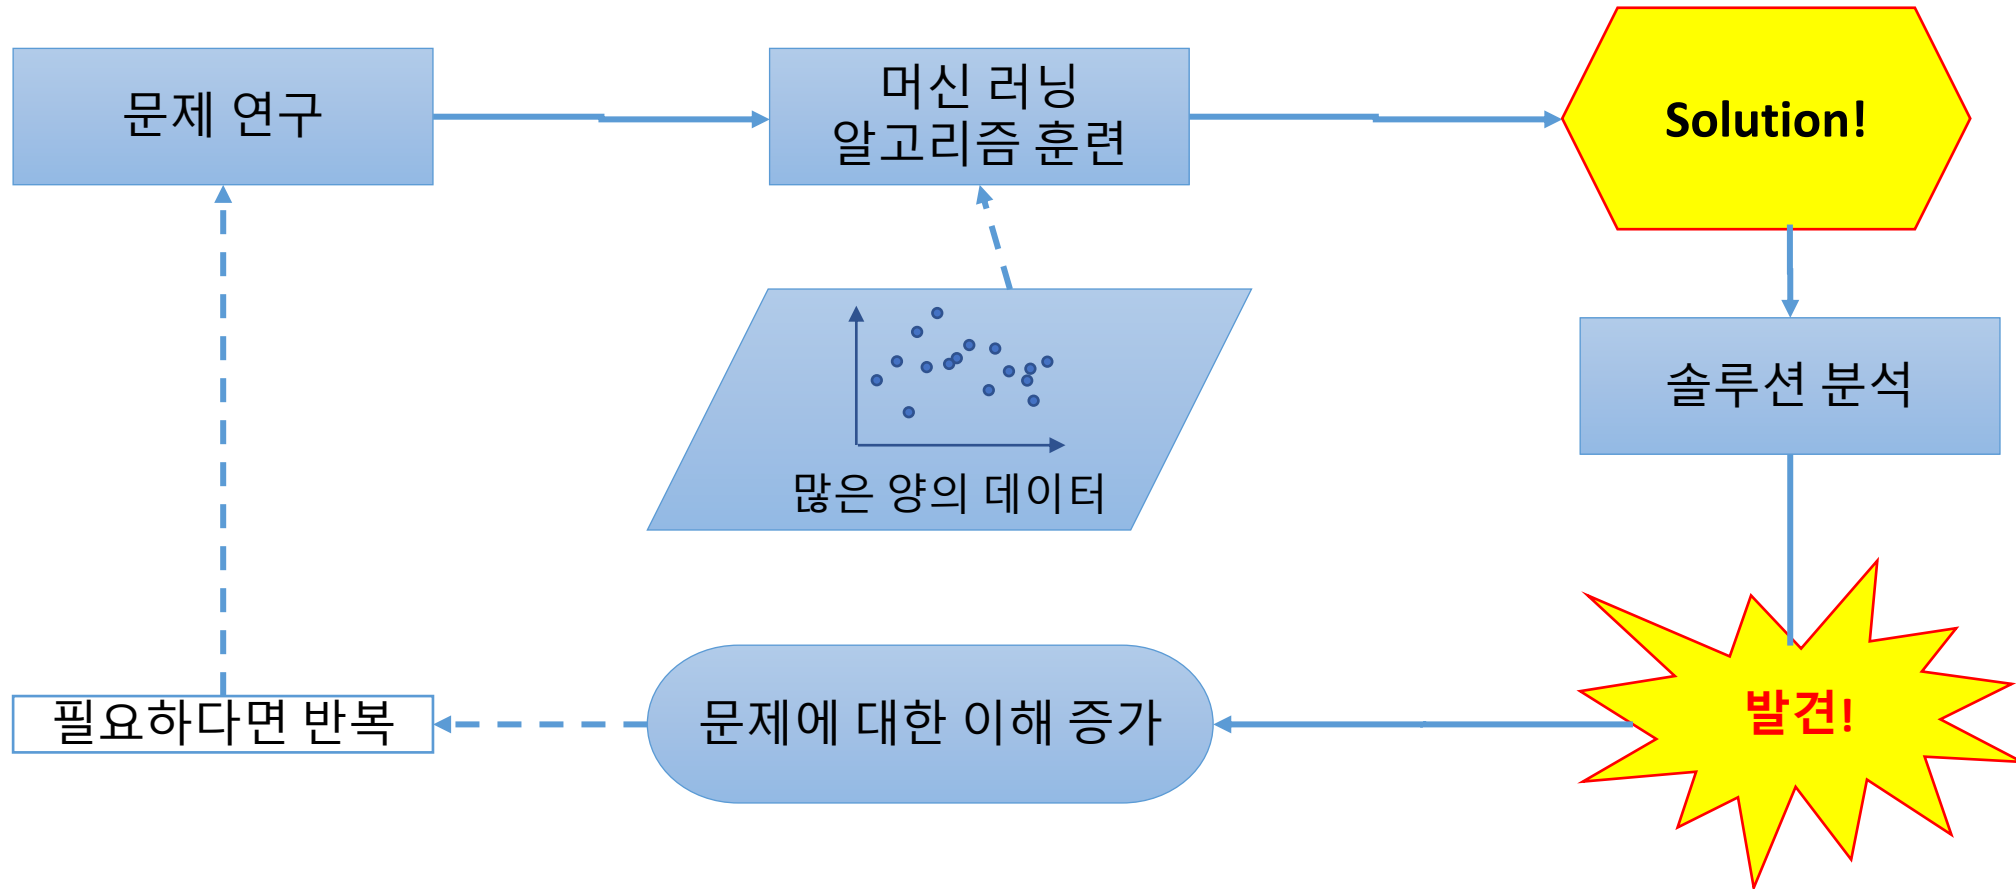 문제 연구
머신 러닝
알고리즘 훈련
Solution!
많은 양의 데이터
솔루션 분석
발견!
문제에 대한 이해 증가
필요하다면 반복